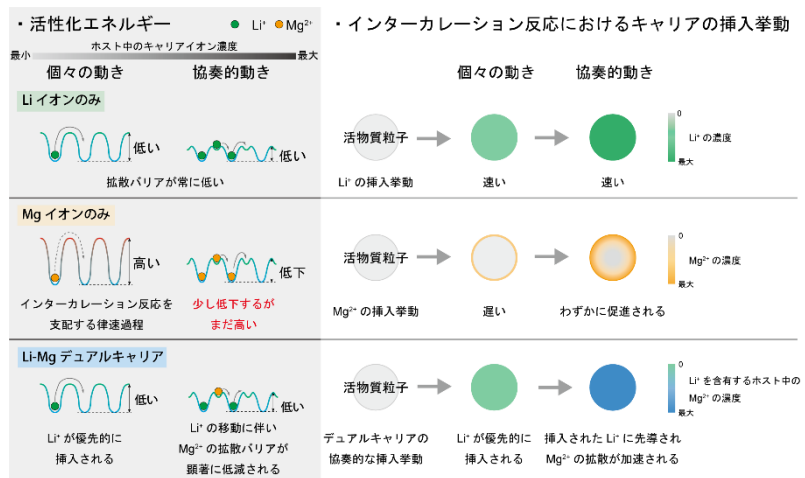 ・活性化エネルギー
Li⁺ Mg²⁺
ホスト中のキャリアイオン濃度
最小 最大
個々の動き 協奏的動き
Li イオンのみ
低い 低い
拡散バリアが常に低い
Mg イオンのみ
高い 低下
インターカレーション反応を
支配する律速過程
少し低下するが
まだ高い
Li-Mg デュアルキャリア
低い 低い
Li⁺ が優先的に
挿入される
Li⁺ の移動に伴い
Mg²⁺ の拡散バリアが
顕著に低減される
・インターカレーション反応におけるキャリアの挿入挙動
個々の動き 協奏的動き
活物質粒子
0
Li⁺ の濃度
最大
Li⁺ の挿入挙動 速い 速い
活物質粒子
0
Mg²⁺ の濃度
最大
Mg²⁺ の挿入挙動 遅い わずかに促進される
活物質粒子
0
Li⁺ を含有するホスト中の
Mg²⁺ の濃度
最大
デュアルキャリアの
協奏的な挿入挙動
Li⁺ が優先的に
挿入される
挿入された Li⁺ に先導され
Mg²⁺ の拡散が加速される